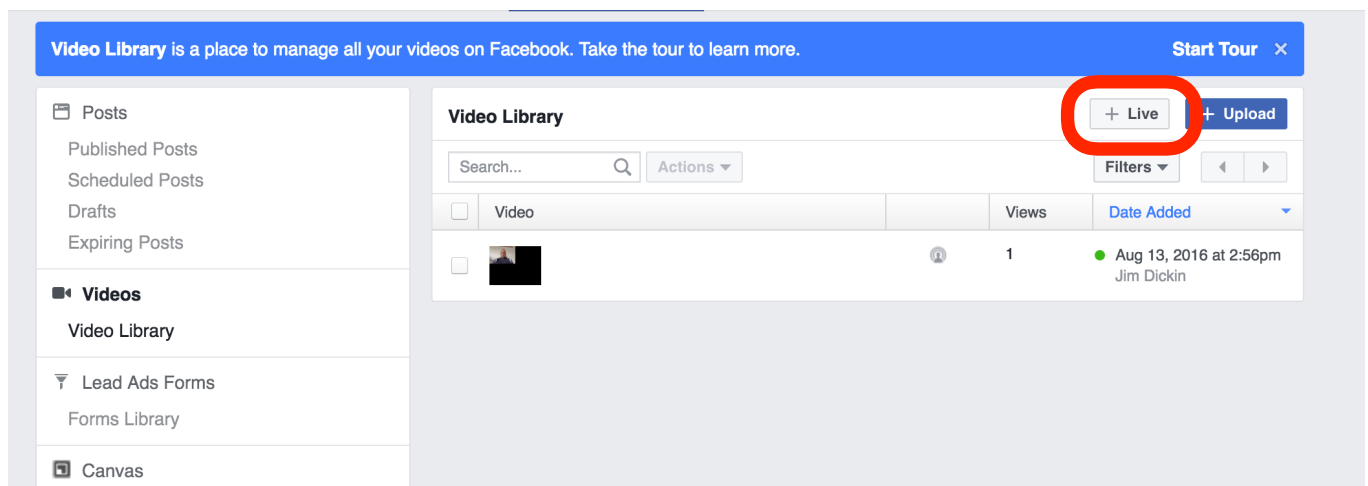 Video Library is a place to manage all your videos on Facebook. Take the tour to learn more. Start Tour ×
Posts
Published Posts
Scheduled Posts
Drafts
Expiring Posts
Videos
Video Library
Lead Ads Forms
Forms Library
Canvas
Video Library + Live + Upload
Search... Actions Filters
Video Views Date Added
1 Aug 13, 2016 at 2:56pm
Jim Dickin